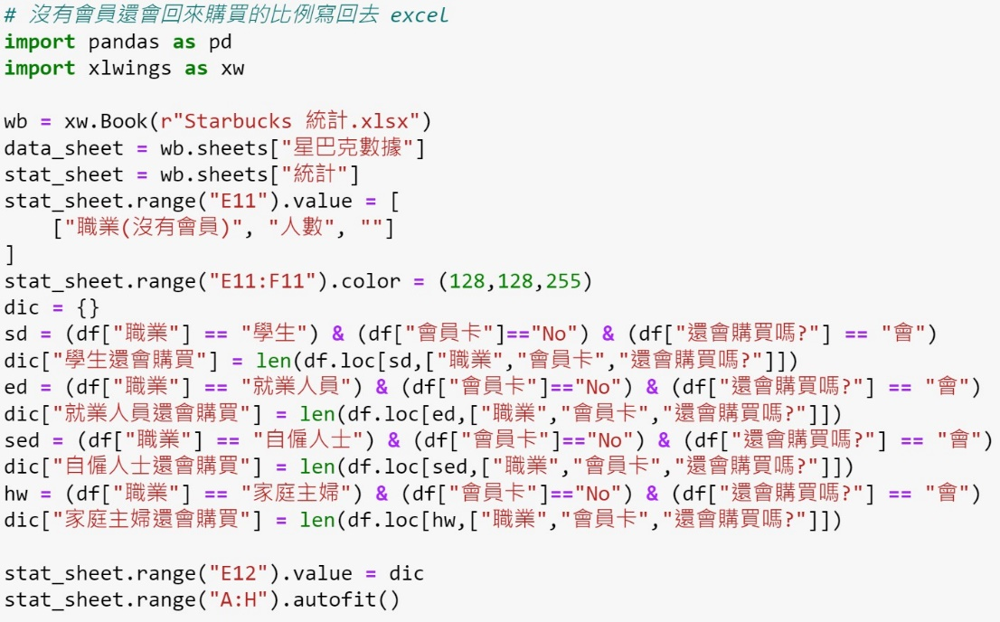 # 沒有會員還會回來購買的比例寫回去 excel
import pandas as pd
import xlwings as xw
wb = xw.Book(r"Starbucks 統計.xlsx")
data_sheet = wb.sheets["星巴克數據"]
stat_sheet = wb.sheets["統計"]
stat_sheet.range("E11").value = [
    ["職業(沒有會員)", "人數", ""]
]
stat_sheet.range("E11:F11").color = (128,128,255)
dic = {}
sd = (df["職業"] == "學生") & (df["會員卡"]=="No") & (df["還會購買嗎?"] == "會")
dic["學生還會購買"] = len(df.loc[sd,["職業","會員卡","還會購買嗎?"]])
ed = (df["職業"] == "就業人員") & (df["會員卡"]=="No") & (df["還會購買嗎?"] == "會")
dic["就業人員還會購買"] = len(df.loc[ed,["職業","會員卡","還會購買嗎?"]])
sed = (df["職業"] == "自僱人士") & (df["會員卡"]=="No") & (df["還會購買嗎?"] == "會")
dic["自僱人士還會購買"] = len(df.loc[sed,["職業","會員卡","還會購買嗎?"]])
hw = (df["職業"] == "家庭主婦") & (df["會員卡"]=="No") & (df["還會購買嗎?"] == "會")
dic["家庭主婦還會購買"] = len(df.loc[hw,["職業","會員卡","還會購買嗎?"]])
stat_sheet.range("E12").value = dic
stat_sheet.range("A:H").autofit()